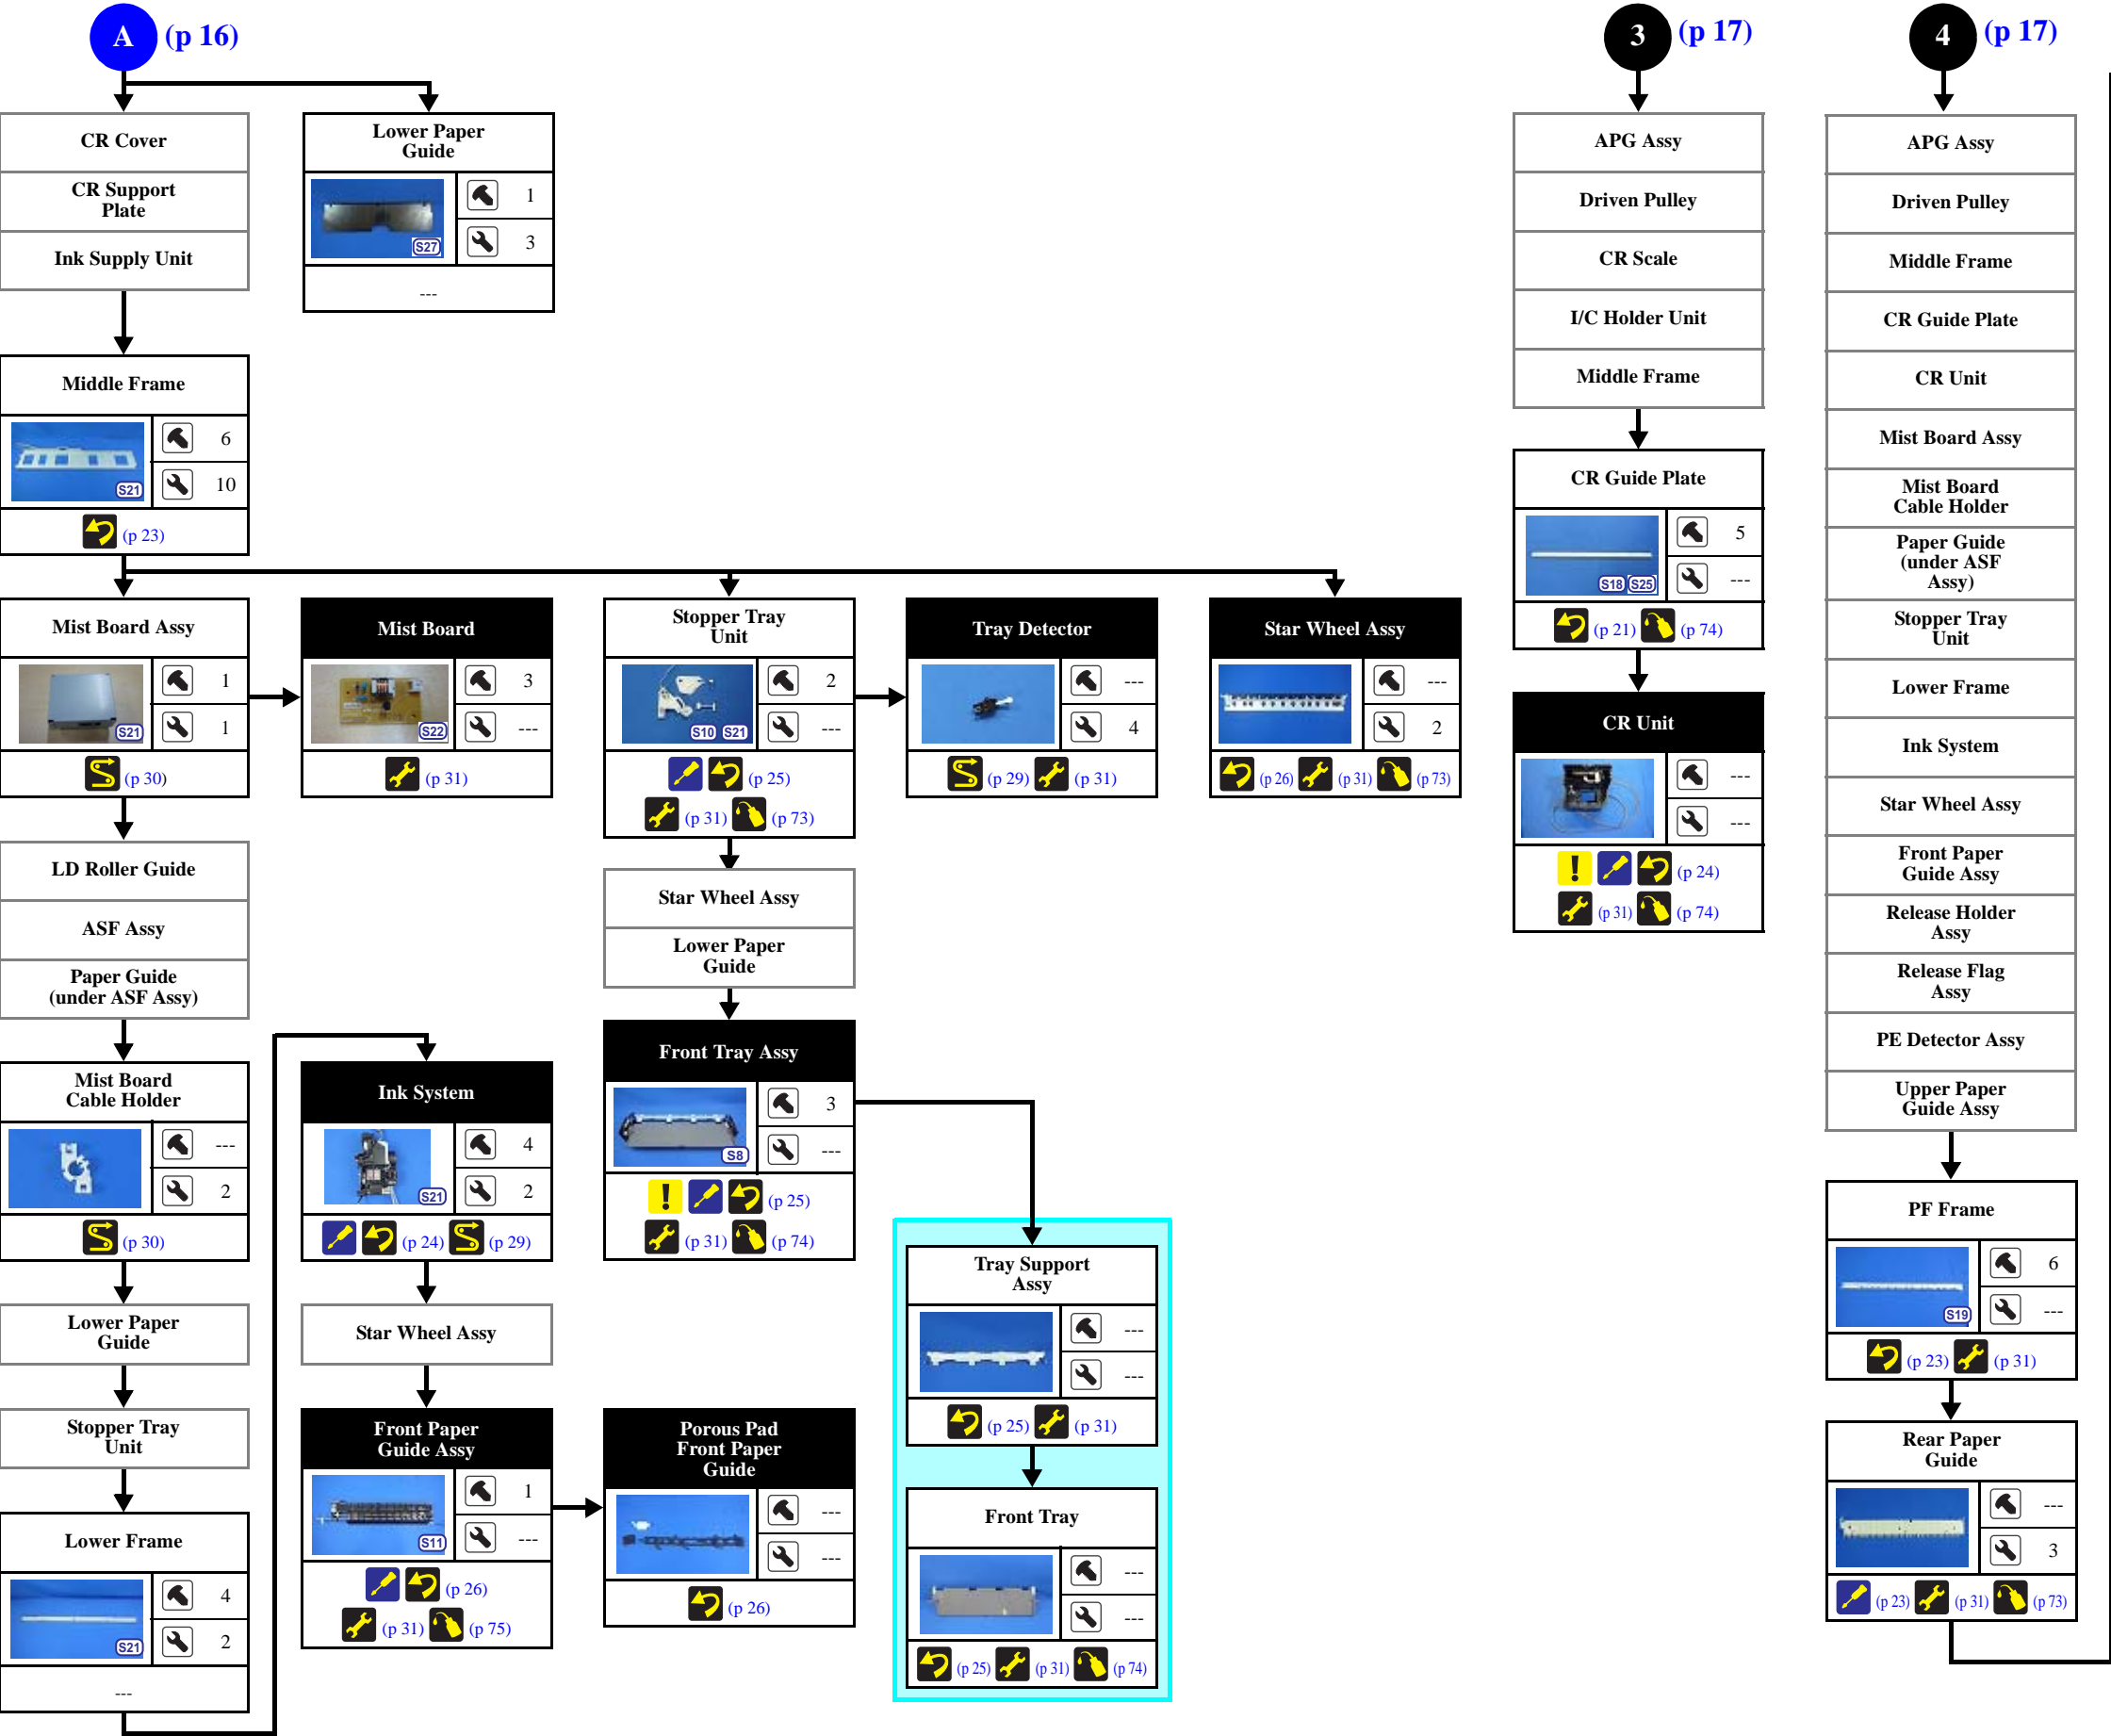 A (p 16)
CR Cover
CR Support
Plate
Ink Supply Unit
Lower Paper
Guide
S27
1
3
---
Middle Frame
S21
6
10
(p 23)
Mist Board Assy
S21
1
1
(p 30)
Mist Board
S22
3
---
(p 31)
Stopper Tray
Unit
S10 S21
2
---
(p 25)
(p 31) (p 73)
Tray Detector
---
4
(p 29) (p 31)
Star Wheel Assy
---
2
(p 26) (p 31) (p 73)
LD Roller Guide
ASF Assy
Paper Guide
(under ASF Assy)
Mist Board
Cable Holder
---
2
(p 30)
Lower Paper
Guide
Stopper Tray
Unit
Lower Frame
S21
4
2
---
Ink System
S21
4
2
(p 24) (p 29)
Star Wheel Assy
Front Paper
Guide Assy
S11
1
---
(p 26)
(p 31) (p 75)
Porous Pad
Front Paper
Guide
---
---
(p 26)
Star Wheel Assy
Lower Paper
Guide
Front Tray Assy
S8
3
---
! (p 25)
(p 31) (p 74)
Tray Support
Assy
---
---
(p 25) (p 31)
Front Tray
---
---
(p 25) (p 31) (p 74)
3 (p 17)
APG Assy
Driven Pulley
CR Scale
I/C Holder Unit
Middle Frame
CR Guide Plate
S18 S25
5
---
(p 21) (p 74)
CR Unit
---
---
! (p 24)
(p 31) (p 74)
4 (p 17)
APG Assy
Driven Pulley
Middle Frame
CR Guide Plate
CR Unit
Mist Board Assy
Mist Board
Cable Holder
Paper Guide
(under ASF
Assy)
Stopper Tray
Unit
Lower Frame
Ink System
Star Wheel Assy
Front Paper
Guide Assy
Release Holder
Assy
Release Flag
Assy
PE Detector Assy
Upper Paper
Guide Assy
PF Frame
S19
6
---
(p 23) (p 31)
Rear Paper
Guide
---
3
(p 23) (p 31) (p 73)